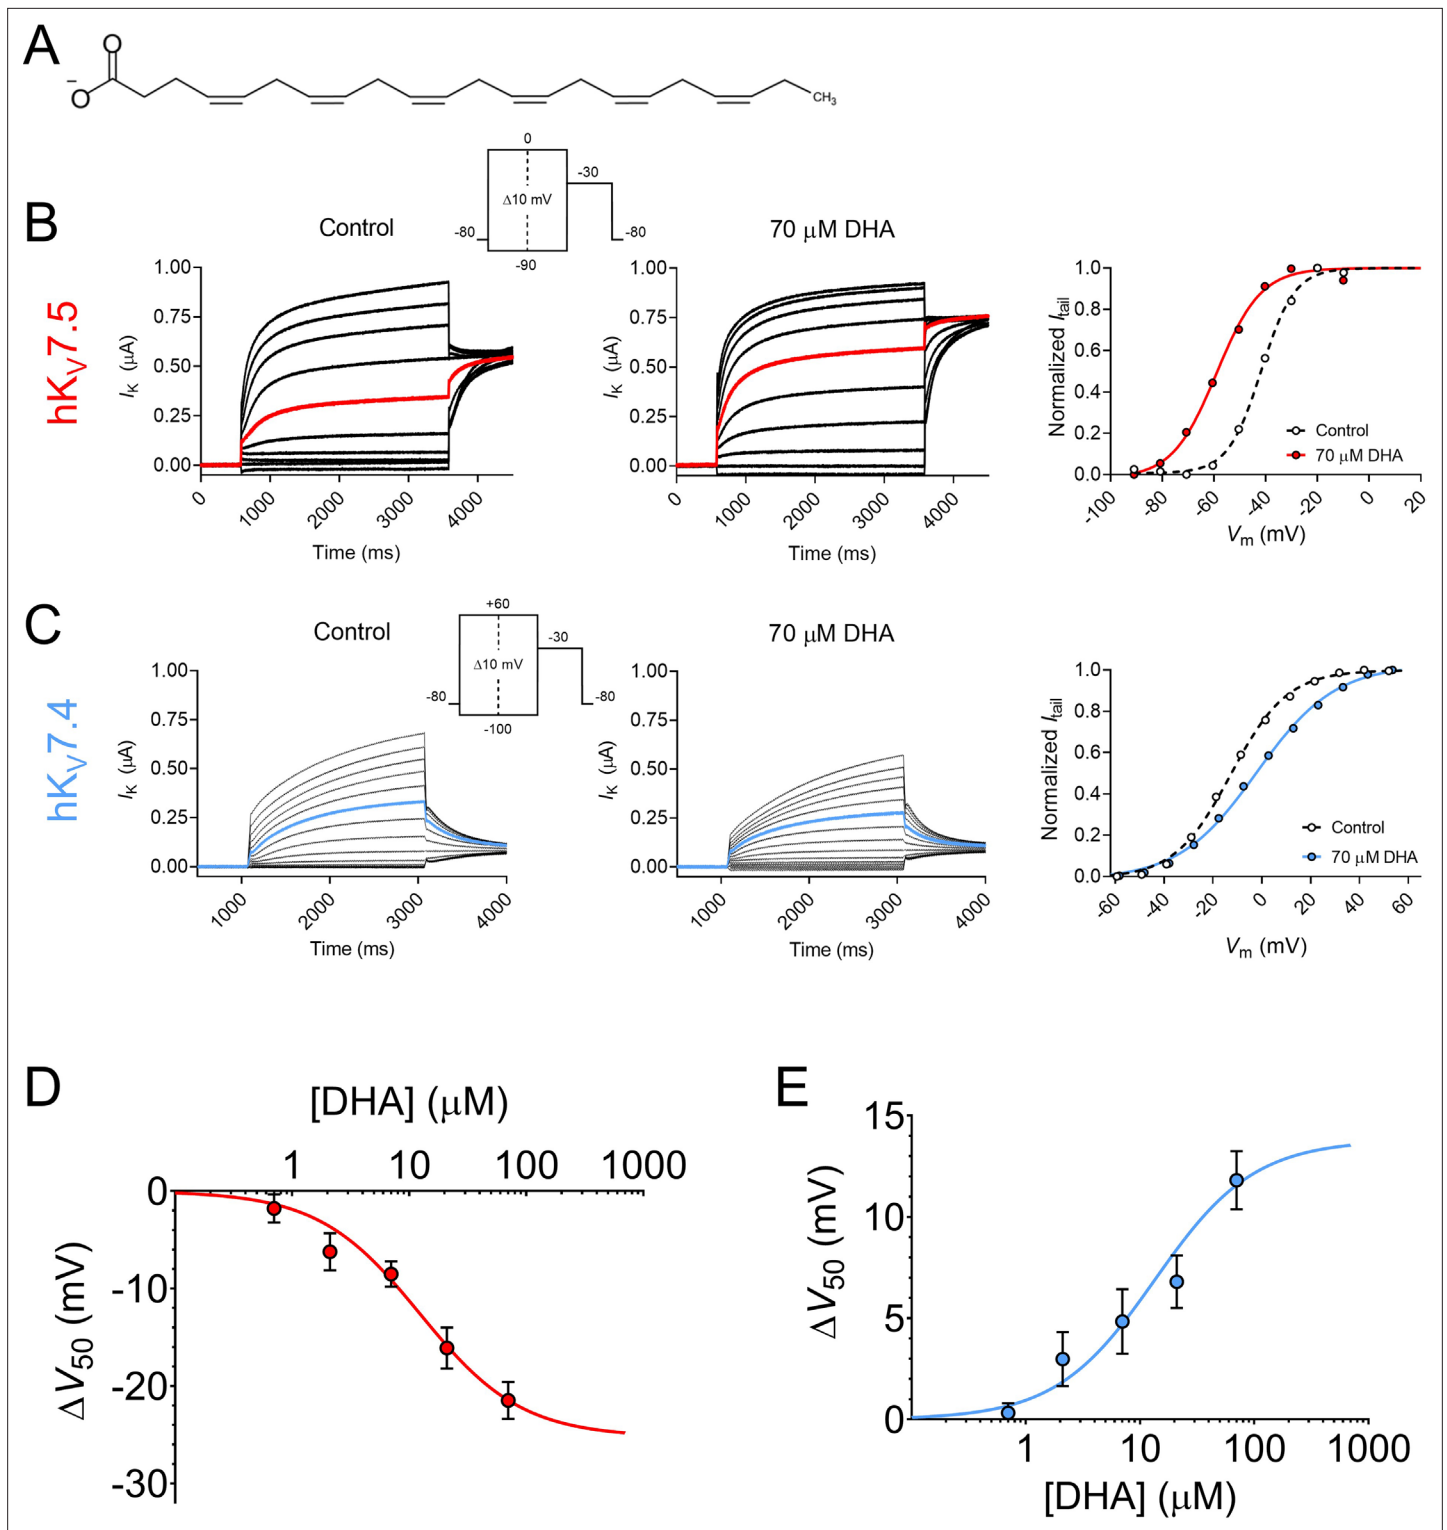 A
O
−
O
CH3
B
Control
0
Δ10 mV
-30
-80
-80
-90
70 μM DHA
hKV7.5
1.00
0.75
0.50
0.25
0.00
IK (μA)
0
1000
2000
3000
4000
Time (ms)
1.00
0.75
0.50
0.25
0.00
IK (μA)
0
1000
2000
3000
4000
Time (ms)
1.0
0.8
0.6
0.4
0.2
0.0
Normalized Itail
Control
70 μM DHA
-100
-80
-60
-40
-20
0
20
Vm (mV)
C
Control
+60
Δ10 mV
-30
-80
-80
-100
70 μM DHA
hKV7.4
1.00
0.75
0.50
0.25
0.00
IK (μA)
1000
2000
3000
4000
Time (ms)
1.00
0.75
0.50
0.25
0.00
IK (μA)
1000
2000
3000
4000
Time (ms)
1.0
0.8
0.6
0.4
0.2
0.0
Normalized Itail
Control
70 μM DHA
-60
-40
-20
0
20
40
60
Vm (mV)
D
[DHA] (μM)
1
10
100
1000
0
-10
-20
-30
ΔV50 (mV)
E
15
10
5
0
ΔV50 (mV)
1
10
100
1000
[DHA] (μM)